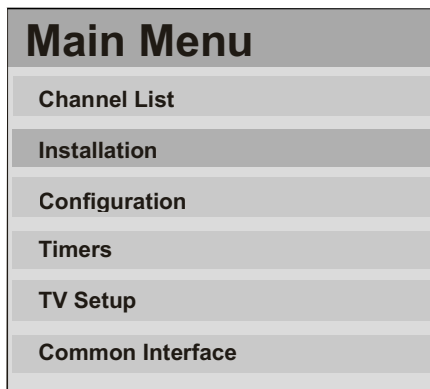 Main Menu
Channel List
Installation
Configuration
Timers
TV Setup
Common Interface